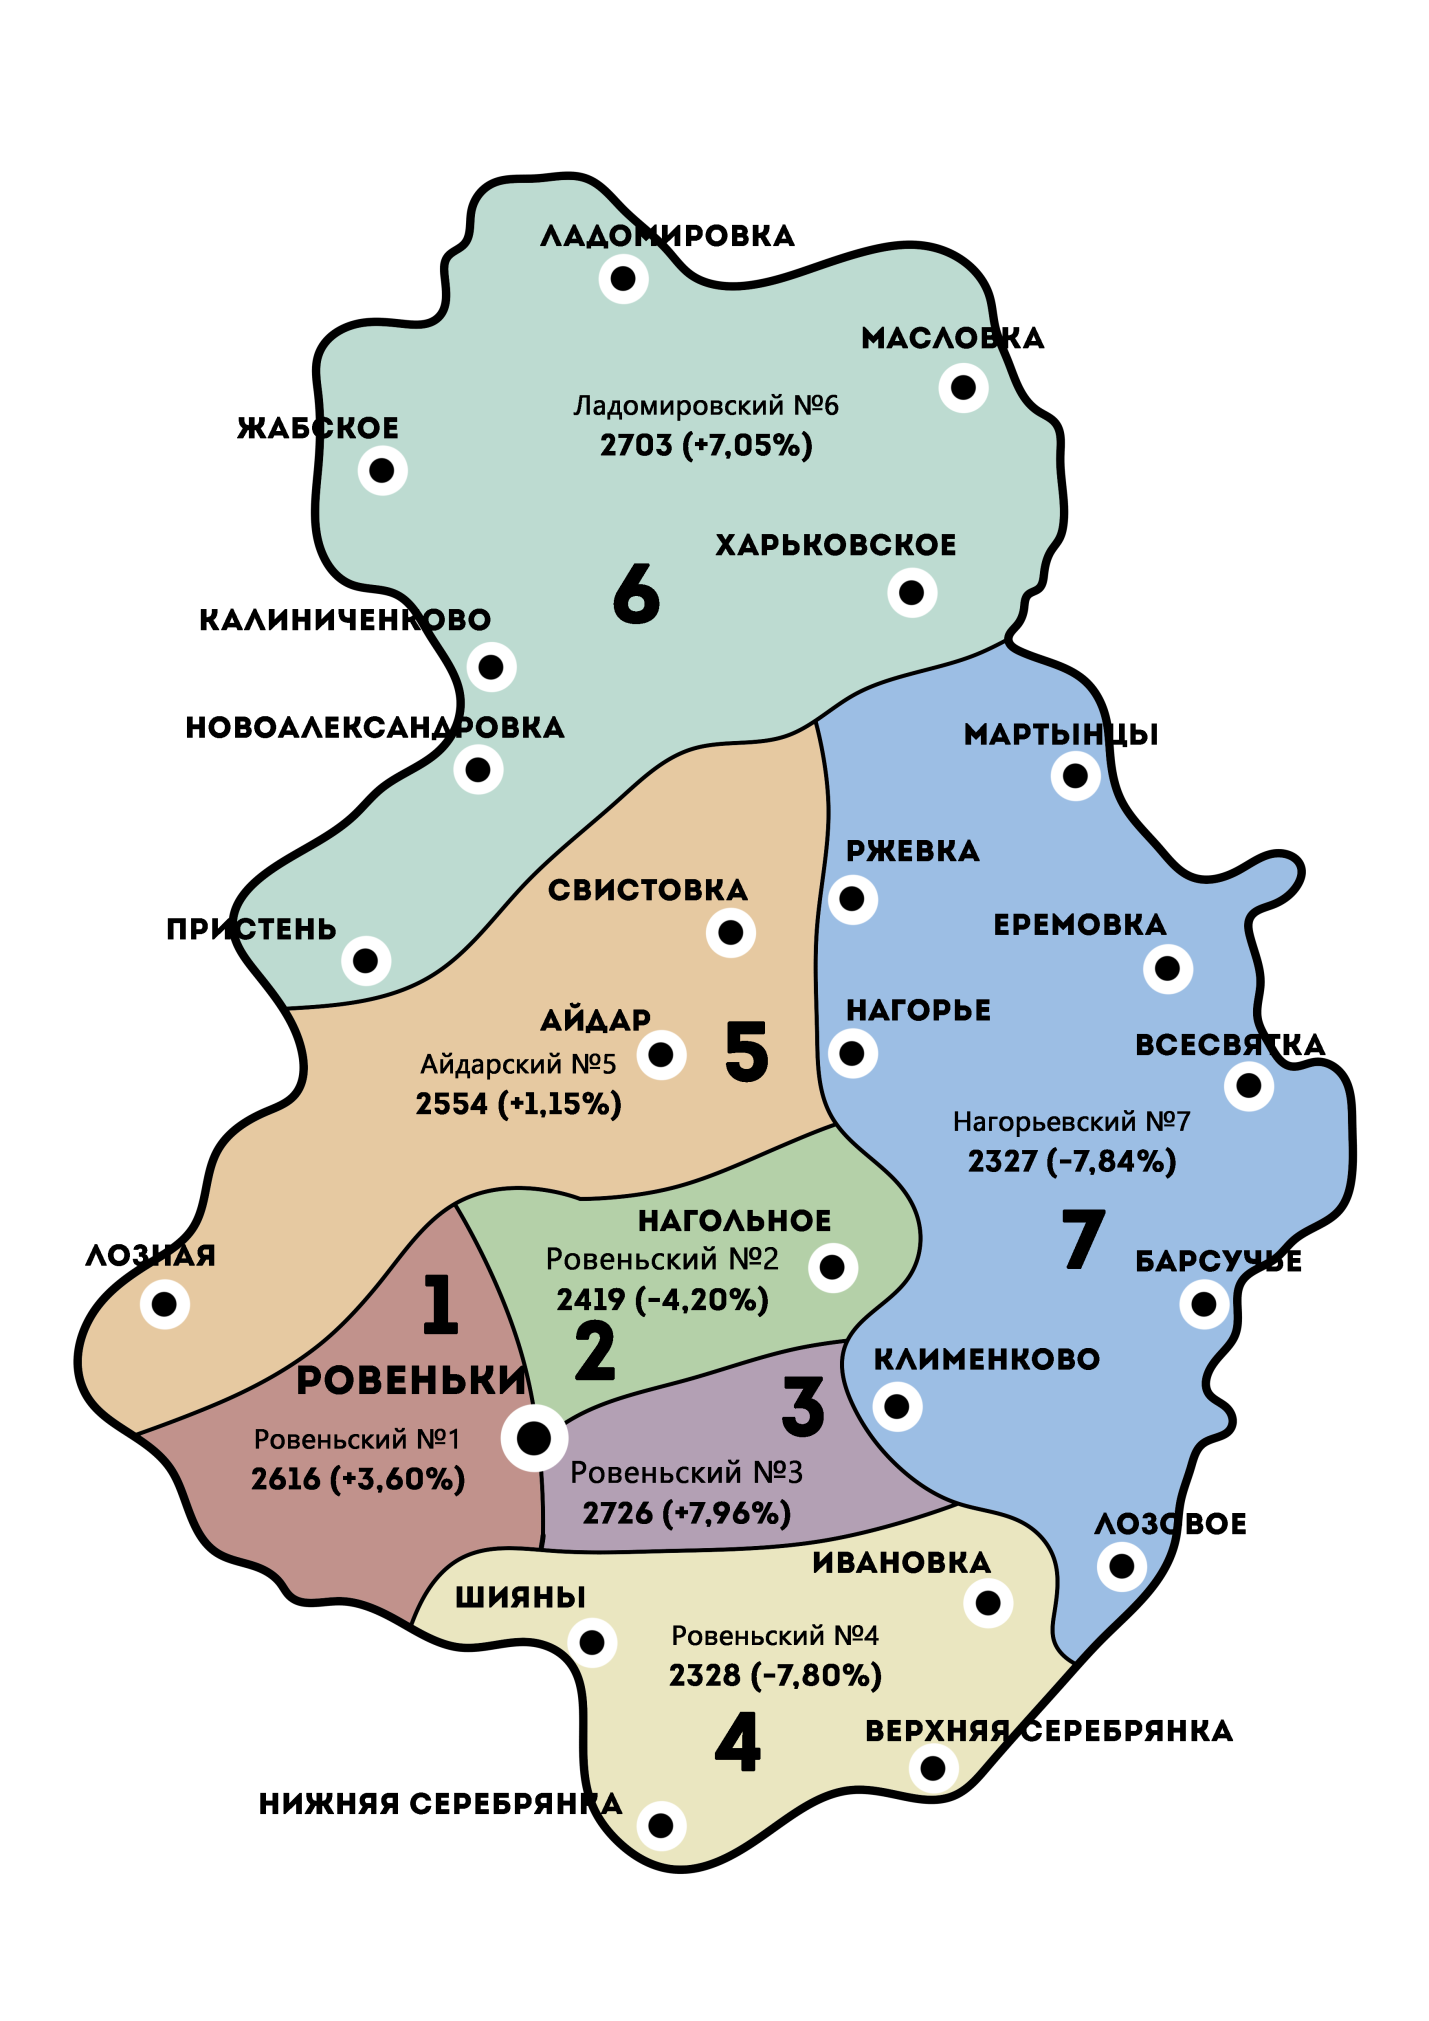 ЛАДОМИРОВКА
МАСЛОВКА
Ладомировский №6
2703 (+7,05%)
ЖАБСКОЕ
ХАРЬКОВСКОЕ
6
КАЛИНИЧЕНКОВО
НОВОАЛЕКСАНДРОВКА
МАРТЫНЦЫ
РЖЕВКА
СВИСТОВКА
ЕРЕМОВКА
ПРИСТЕНЬ
НАГОРЬЕ
АЙДАР
5
ВСЕСВЯТКА
Айдарский №5
2554 (+1,15%)
Нагорьевский №7
2327 (-7,84%)
НАГОЛЬНОЕ
7
ЛОЗНАЯ
Ровеньский №2
2419 (-4,20%)
БАРСУЧЬЕ
1
2
КЛИМЕНКОВО
РОВЕНЬКИ
3
Ровеньский №1
2616 (+3,60%)
Ровеньский №3
2726 (+7,96%)
ЛОЗОВОЕ
ИВАНОВКА
ШИЯНЫ
Ровеньский №4
2328 (-7,80%)
4
ВЕРХНЯЯ СЕРЕБРЯНКА
НИЖНЯЯ СЕРЕБРЯНКА